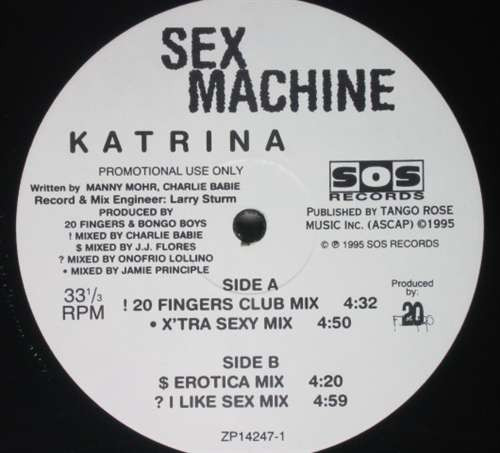 SEX
MACHINE
KATRINA
PROMOTIONAL USE ONLY
Written by MANNY MOHR, CHARLIE BABIE
Record & Mix Engineer: Larry Sturm
PRODUCED BY
20 FINGERS & BONGO BOYS
! MIXED BY CHARLIE BABIE
$ MIXED BY J.J. FLORES
? MIXED BY ONOFRIO LOLLINO
• MIXED BY JAMIE PRINCIPLE
SOS
RECORDS
PUBLISHED BY TANGO ROSE
MUSIC INC. (ASCAP) ©1995
© ℗ 1995 SOS RECORDS
33 1/3
RPM
SIDE A
! 20 FINGERS CLUB MIX 4:32
• X'TRA SEXY MIX 4:50
Produced
by:
20
SIDE B
$ EROTICA MIX 4:20
? I LIKE SEX MIX 4:59
ZP14247-1